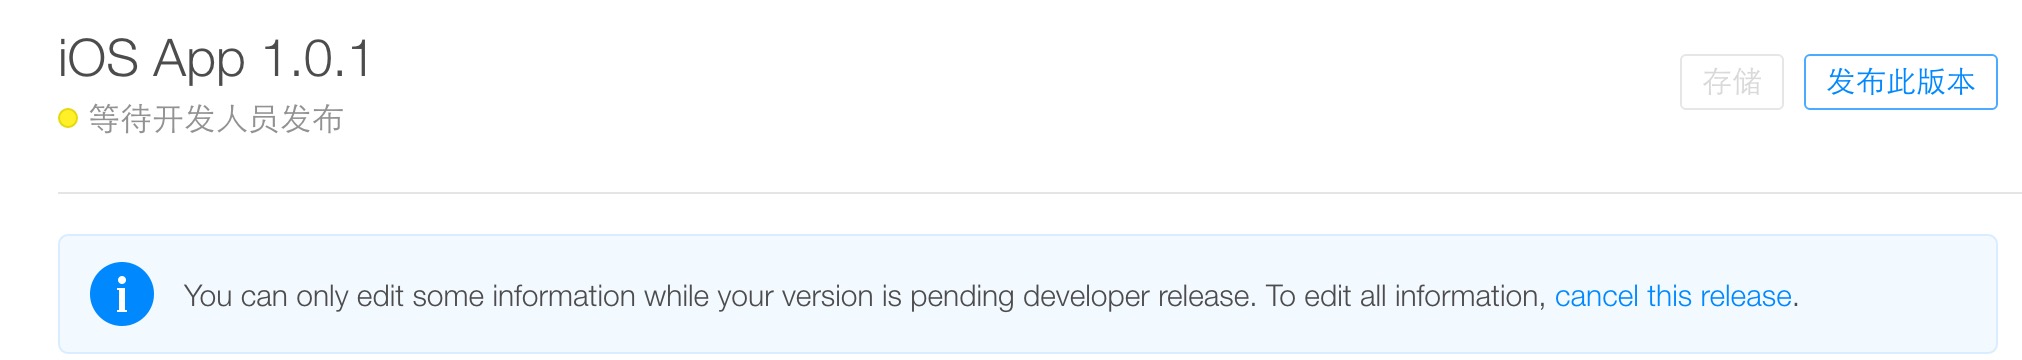 iOS App 1.0.1
等待开发人员发布
存储
发布此版本
You can only edit some information while your version is pending developer release. To edit all information, cancel this release.